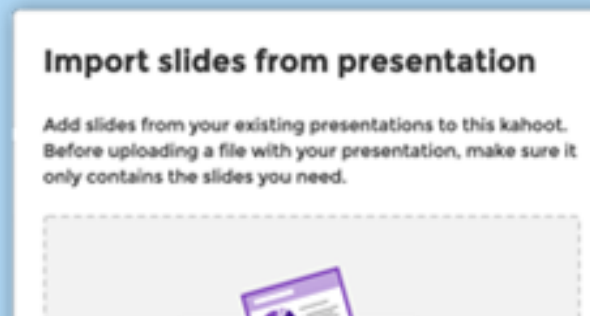 Import slides from presentation
Add slides from your existing presentations to this kahoot.
Before uploading a file with your presentation, make sure it
only contains the slides you need.